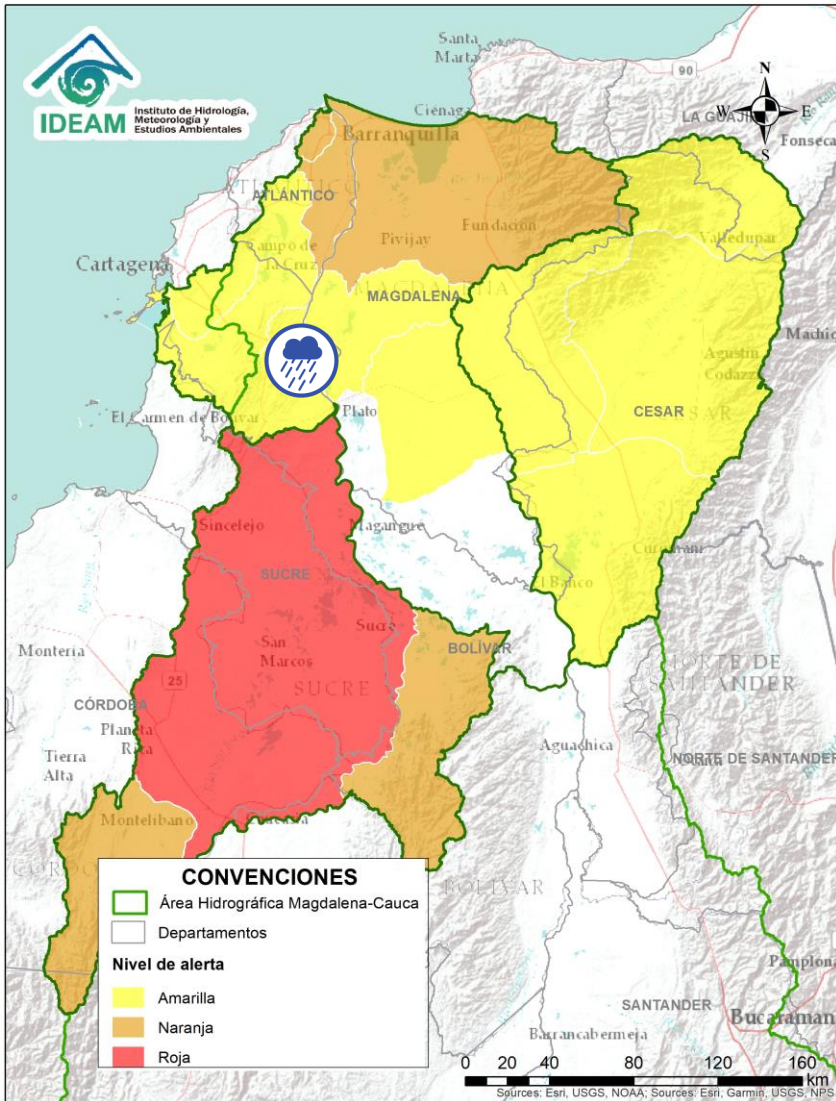 IDEAM
Instituto de Hidrología,
Meteorología y
Estudios Ambientales
Santa
Marta
90
N
W
E
S
Ciénaga
LA GUAJIR
Fonseca
Barranquilla
ATLÁNTICO
Campo de
la Cruz
Pivijay
Fundación
Valledupar
Cartagena
MAGDALENA
Agustín
Codazzi
CESAR
El Carmen de Bolívar
Plato
Sincelejo
Magangue
SUCRE
El Banco
Montería
San
Marcos
Sucre
BOLÍVAR
SUCRE
NORTE DE
SANTANDER
25
CÓRDOBA
Planeta
Rica
Tierra
Alta
Aguachica
NORTE DE SANTANDER
Montelíbano
BOLÍVAR
CONVENCIONES
Área Hidrográfica Magdalena-Cauca
Departamentos
Nivel de alerta
Amarilla
Naranja
Roja
Pamplona
SANTANDER
Bucaraman
Barrancabermeja
0 20 40 80 120 160
km
Sources: Esri, USGS, NOAA; Sources: Esri, Garmin, USGS, NPS